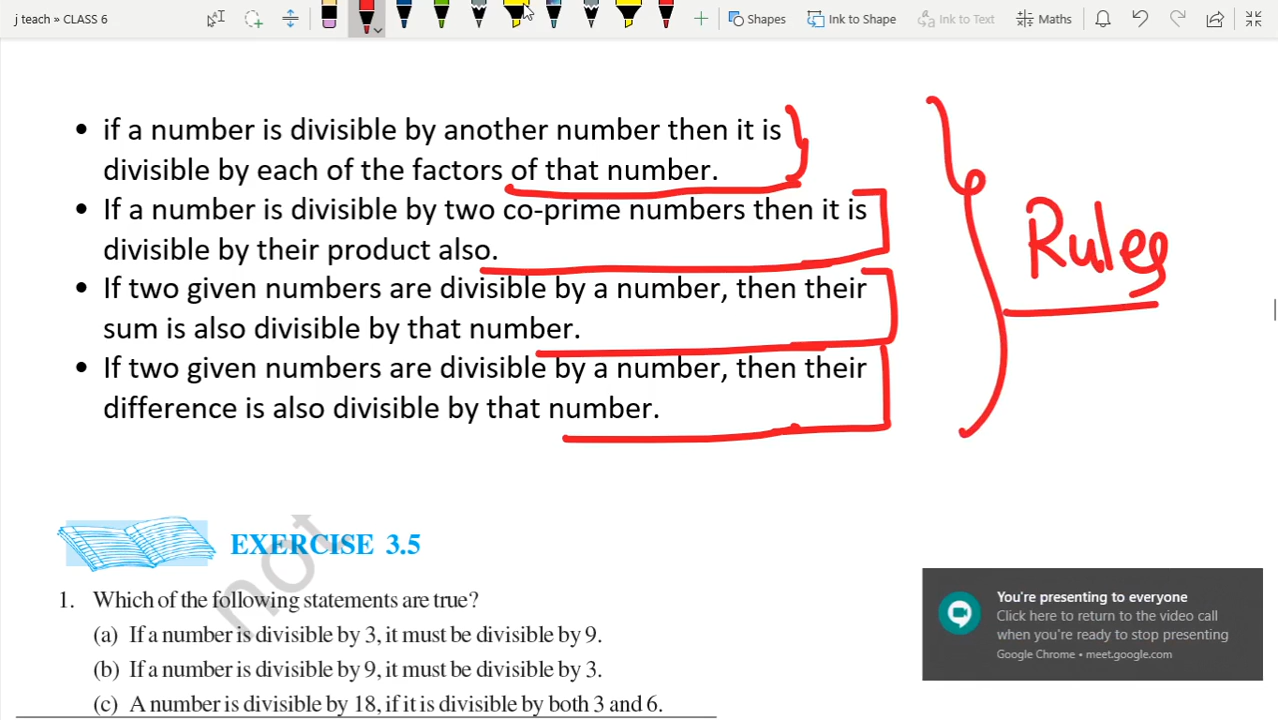 j teach » CLASS 6
Shapes
Ink to Shape
Ink to Text
Maths
• if a number is divisible by another number then it is
divisible by each of the factors of that number.
• If a number is divisible by two co-prime numbers then it is
divisible by their product also.
• If two given numbers are divisible by a number, then their
sum is also divisible by that number.
• If two given numbers are divisible by a number, then their
difference is also divisible by that number.
Rules
not
EXERCISE 3.5
1. Which of the following statements are true?
(a) If a number is divisible by 3, it must be divisible by 9.
(b) If a number is divisible by 9, it must be divisible by 3.
(c) A number is divisible by 18, if it is divisible by both 3 and 6.
You're presenting to everyone
Click here to return to the video call
when you're ready to stop presenting
Google Chrome • meet.google.com